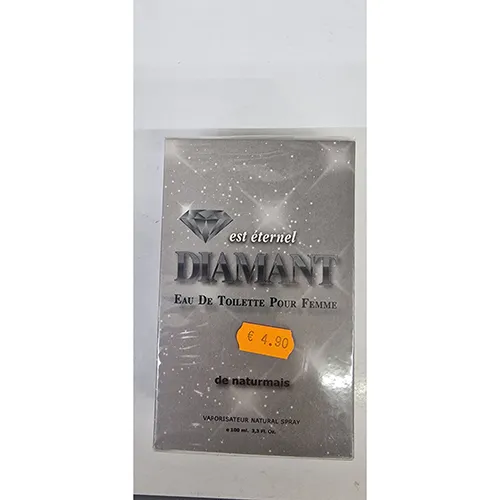 est éternel
DIAMANT
EAU DE TOILETTE POUR FEMME
€ 4.90
de naturmais
VAPORISATEUR NATURAL SPRAY
e 100 ml. 3,3 Fl. Oz.